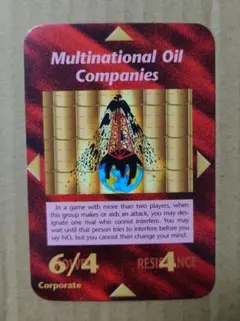 Multinational Oil
Companies
In a game with more than two players, when
this group makes or aids an attack, you may des-
ignate one rival who cannot interfere. You may
wait until that person tries to interfere before you
say NO, but you cannot then change your mind.
6/4
RESISTANCE
4
Corporate